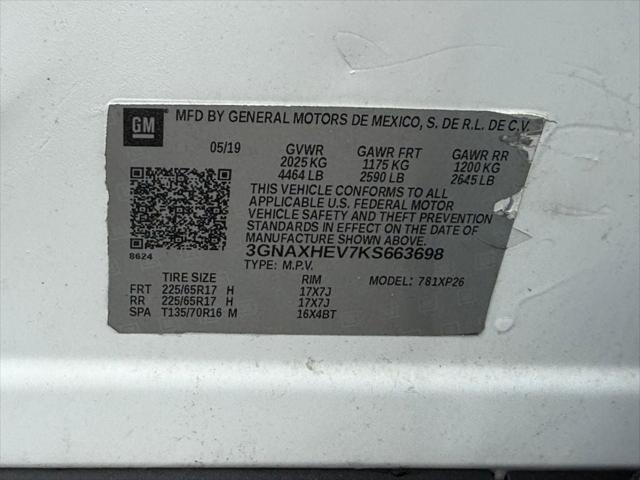 GM
MFD BY GENERAL MOTORS DE MEXICO, S. DE R.L. DE C.V.
05/19 GVWR GAWR FRT GAWR RR
2025 KG 1175 KG 1200 KG
4464 LB 2590 LB 2645 LB
THIS VEHICLE CONFORMS TO ALL
APPLICABLE U.S. FEDERAL MOTOR
VEHICLE SAFETY AND THEFT PREVENTION
STANDARDS IN EFFECT ON THE DATE OF
MANUFACTURE SHOWN ABOVE.
8624 3GNAXHEV7KS663698
TYPE: M.P.V.
TIRE SIZE RIM MODEL: 781XP26
FRT 225/65R17 H 17X7J
RR 225/65R17 H 17X7J
SPA T135/70R16 M 16X4BT